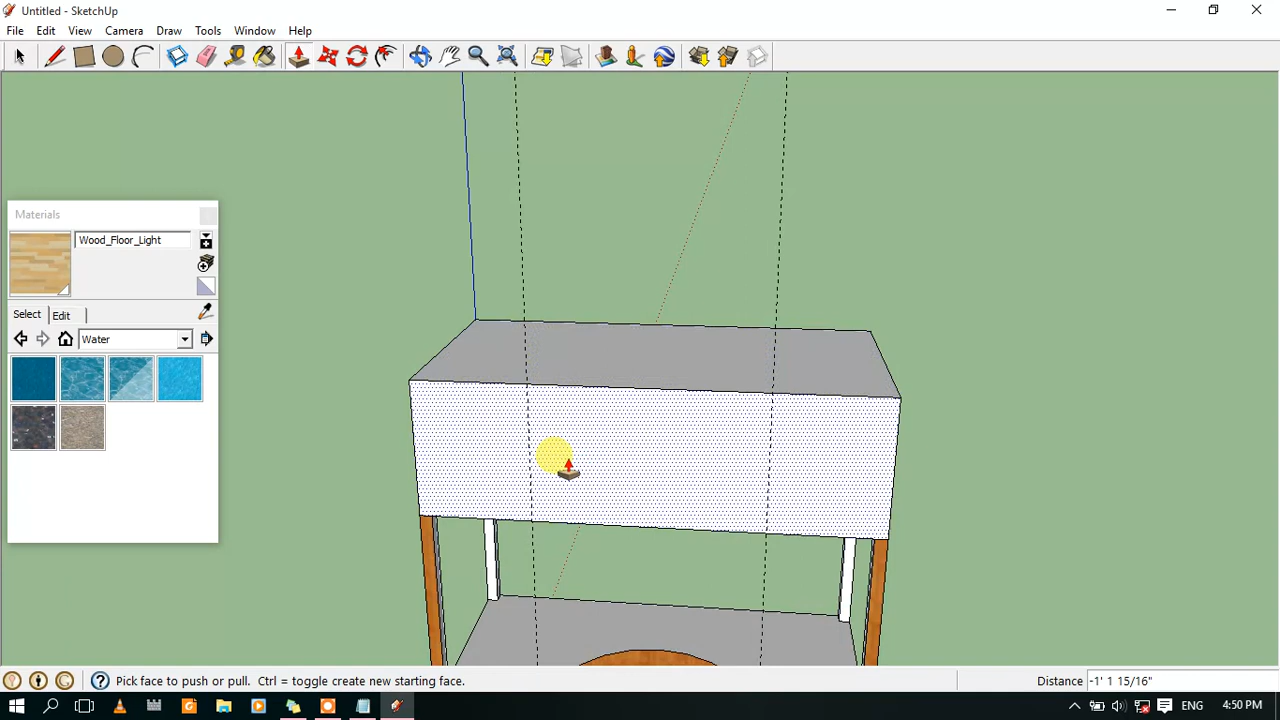 Untitled - SketchUp
File Edit View Camera Draw Tools Window Help
Materials
Wood_Floor_Light
Select Edit
Water
Pick face to push or pull. Ctrl = toggle create new starting face. Distance -1' 1 15/16"
ENG 4:50 PM